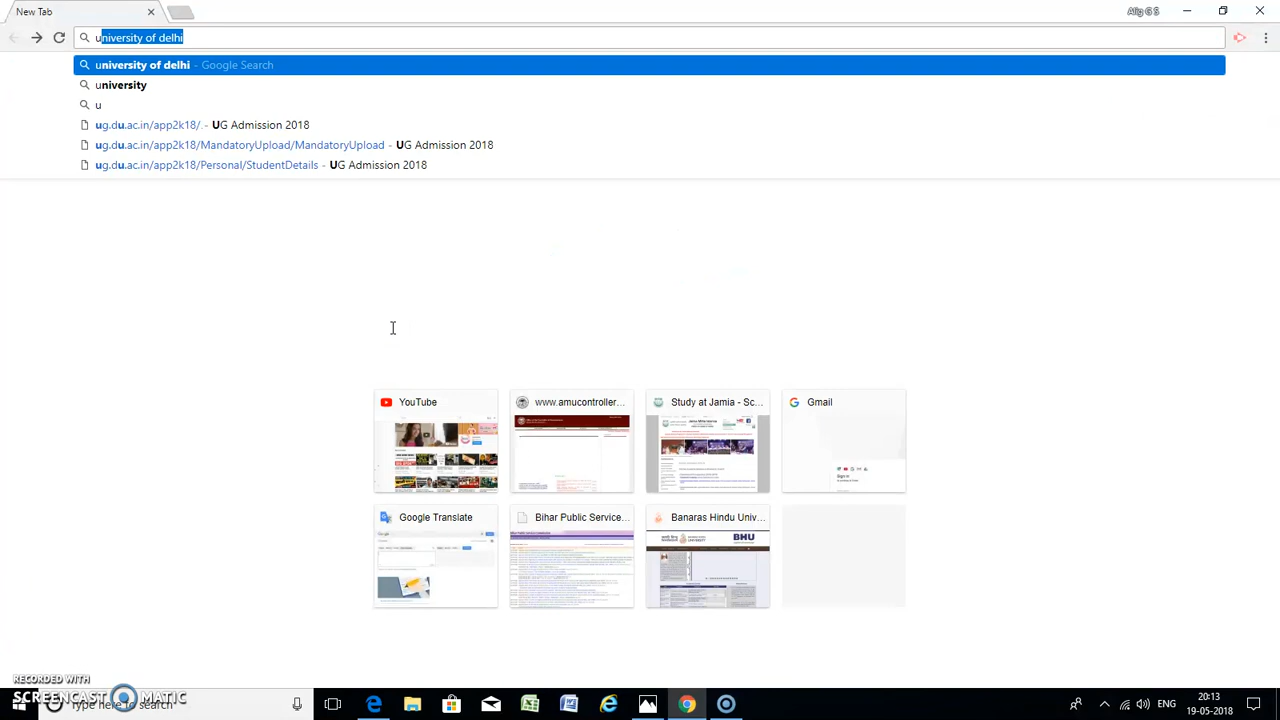 New Tab
Alig G S
university of delhi
university of delhi - Google Search
university
u
ug.du.ac.in/app2k18/. - UG Admission 2018
ug.du.ac.in/app2k18/MandatoryUpload/MandatoryUpload - UG Admission 2018
ug.du.ac.in/app2k18/Personal/StudentDetails - UG Admission 2018
YouTube
www.amucontroller...
Study at Jamia - Sc...
Gmail
Google Translate
Bihar Public Service...
Banaras Hindu Univ...
BHU
RECORDED WITH
SCREENCAST MATIC
Type here to search
ENG
20:13
19-05-2018